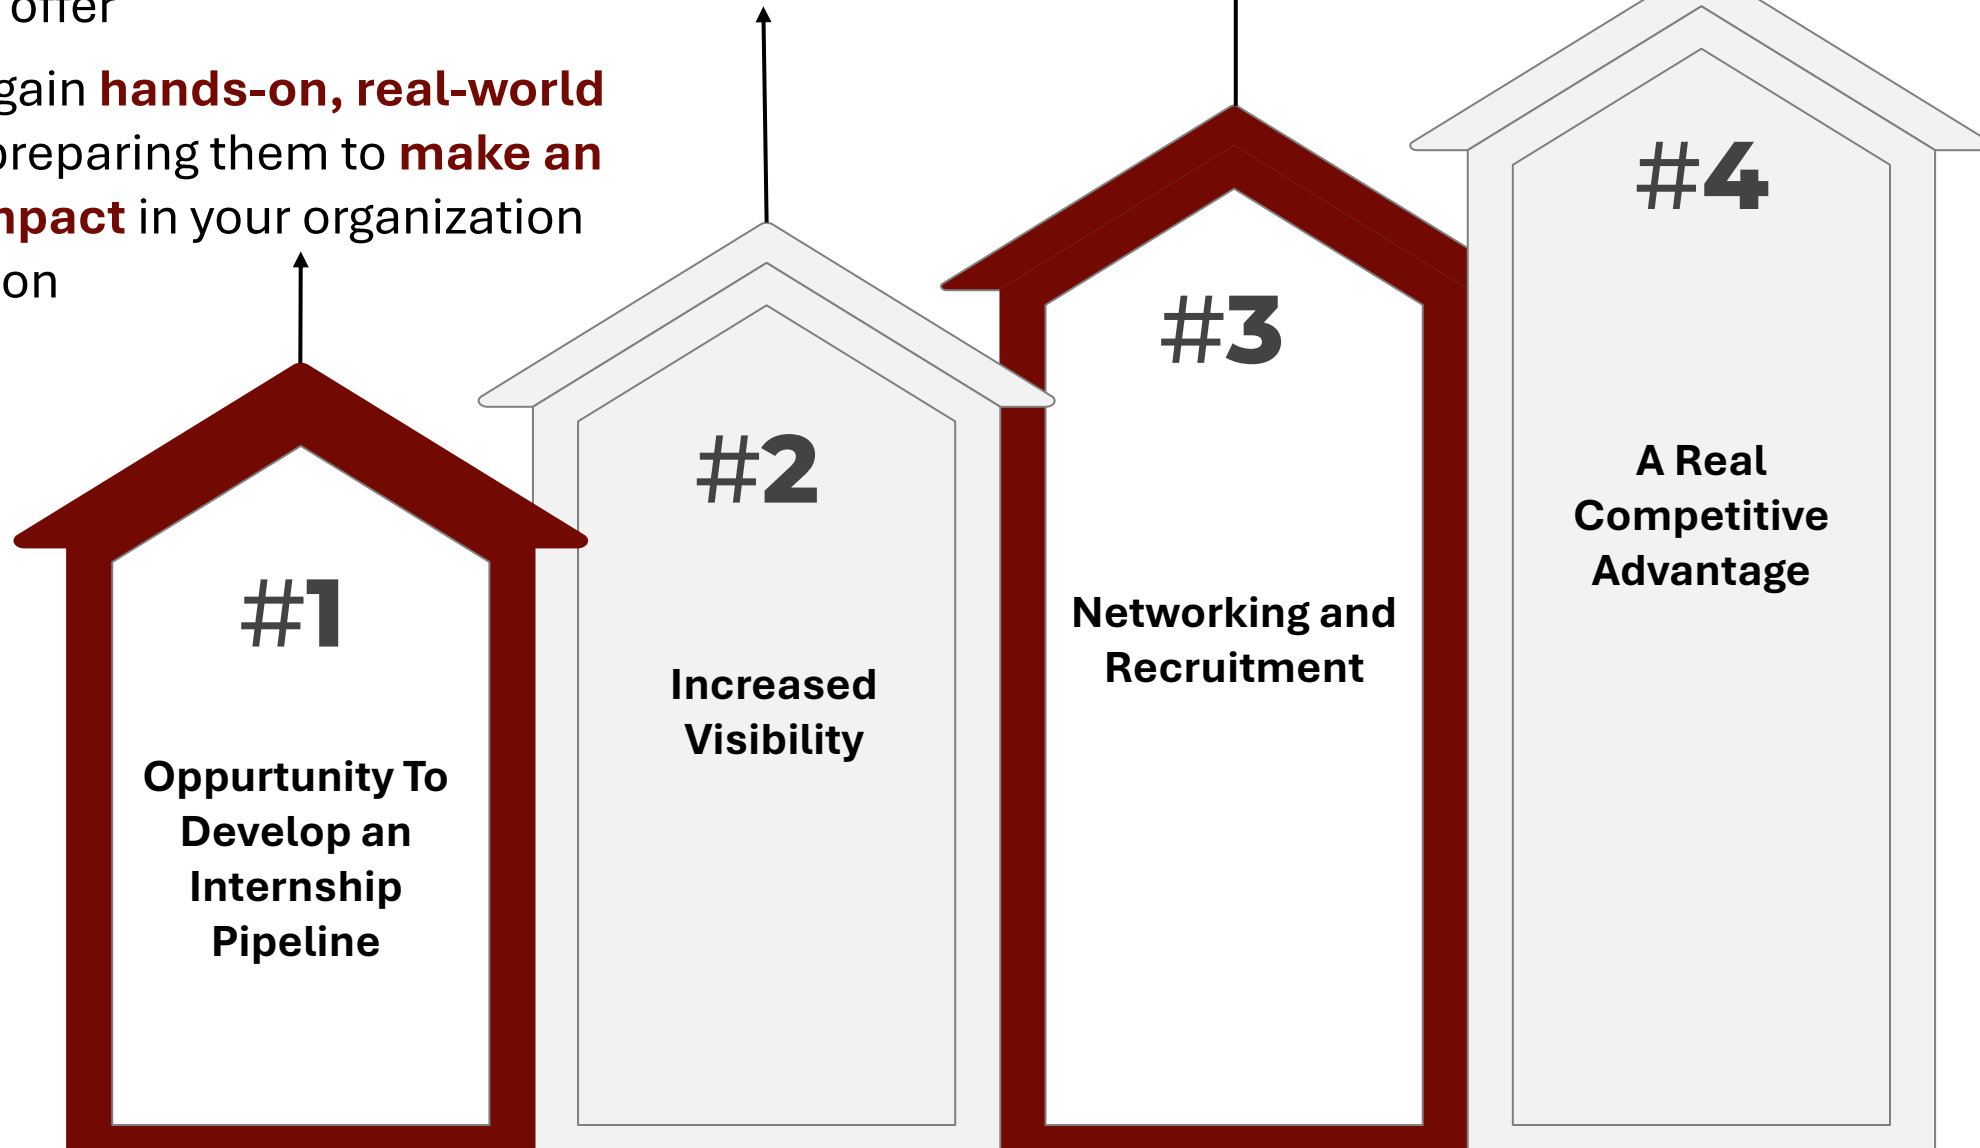 offer
gain hands-on, real-world
preparing them to make an
mpact in your organization
on
#1
Oppurtunity To
Develop an
Internship
Pipeline
#2
Increased
Visibility
#3
Networking and
Recruitment
#4
A Real
Competitive
Advantage